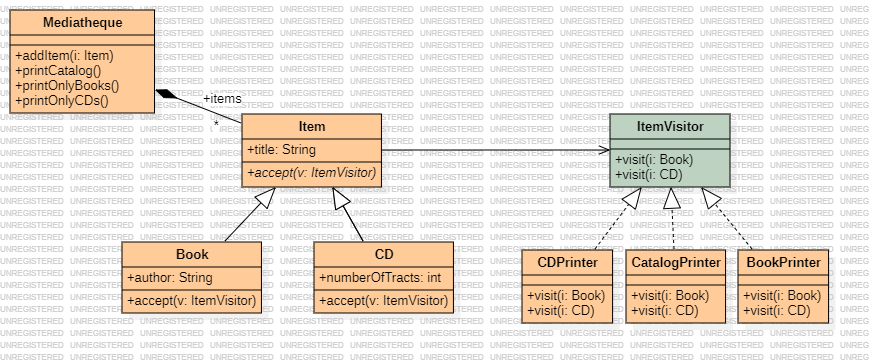 Mediatheque
+addItem(i: Item)
+printCatalog()
+printOnlyBooks()
+printOnlyCDs()
+items
*
Item
+title: String
+accept(v: ItemVisitor)
ItemVisitor
+visit(i: Book)
+visit(i: CD)
Book
+author: String
+accept(v: ItemVisitor)
CD
+numberOfTracts: int
+accept(v: ItemVisitor)
CDPrinter
+visit(i: Book)
+visit(i: CD)
CatalogPrinter
+visit(i: Book)
+visit(i: CD)
BookPrinter
+visit(i: Book)
+visit(i: CD)
UNREGISTERED